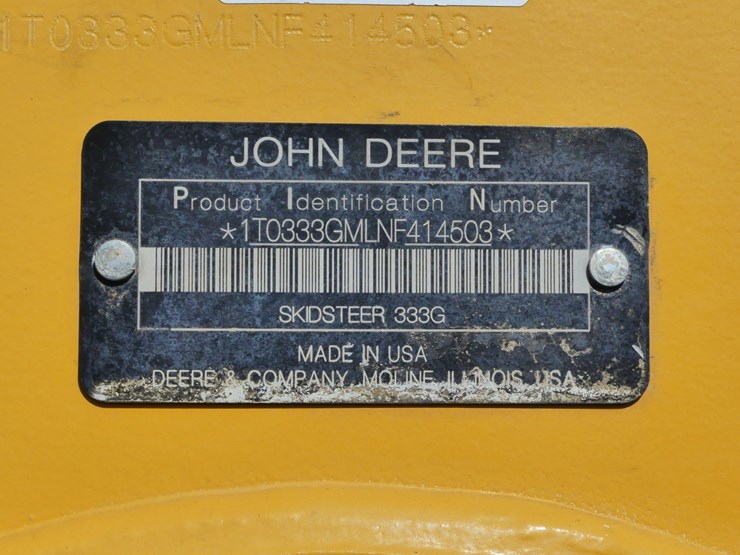 1T0333GMLNF414503*
JOHN DEERE
Product Identification Number
*1T0333GMLNF414503*
SKIDSTEER 333G
MADE IN USA
DEERE & COMPANY MOLINE ILLINOIS USA